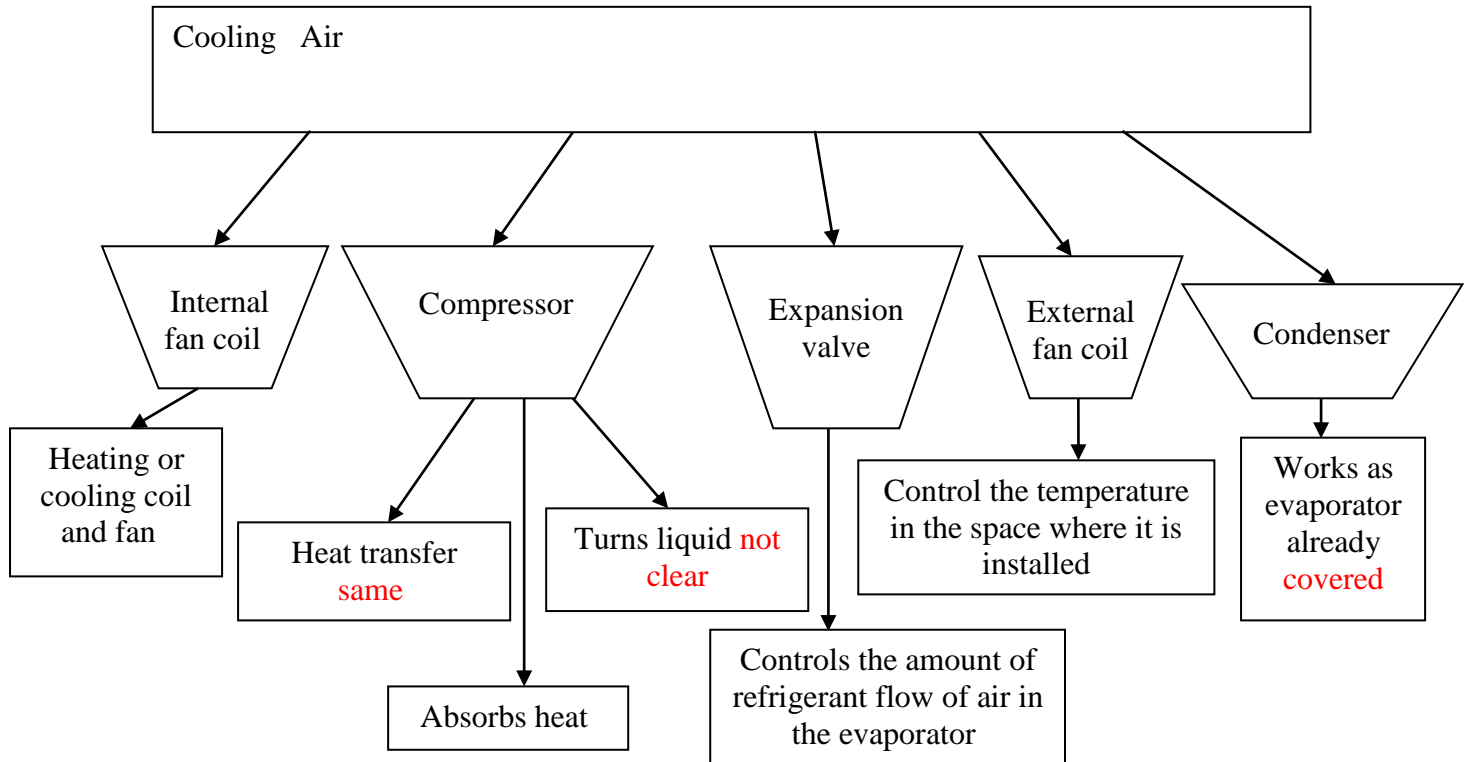 Cooling Air
Internal
fan coil
Compressor
Expansion
valve
External
fan coil
Condenser
Heating or
cooling coil
and fan
Heat transfer
same
Absorbs heat
Turns liquid not
clear
Controls the amount of
refrigerant flow of air in
the evaporator
Control the temperature
in the space where it is
installed
Works as
evaporator
already
covered